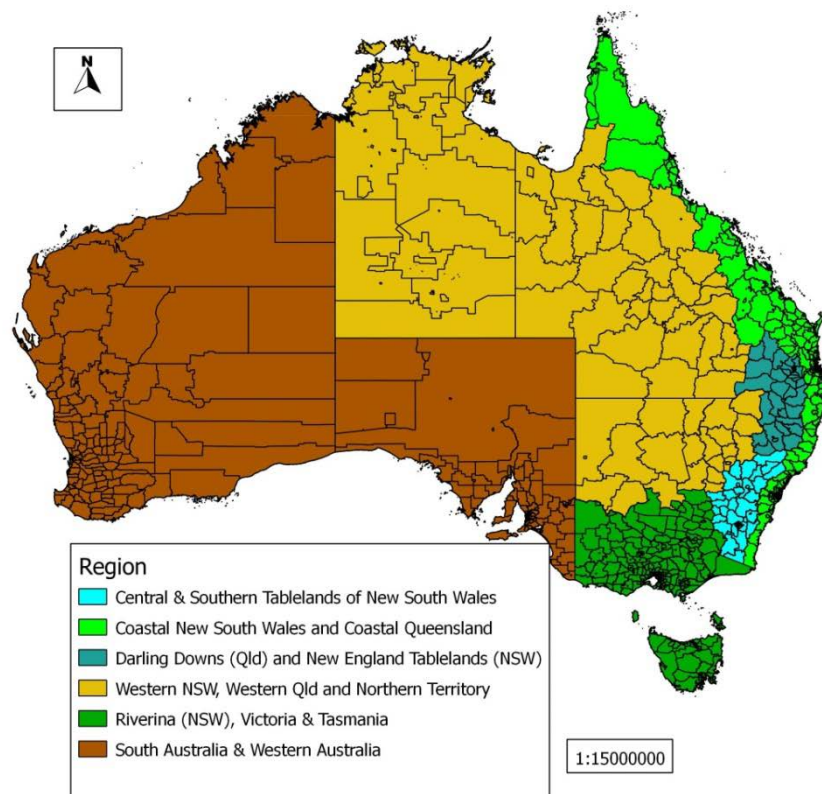 N
Region
Central & Southern Tablelands of New South Wales
Coastal New South Wales and Coastal Queensland
Darling Downs (Qld) and New England Tablelands (NSW)
Western NSW, Western Qld and Northern Territory
Riverina (NSW), Victoria & Tasmania
South Australia & Western Australia
1:15000000